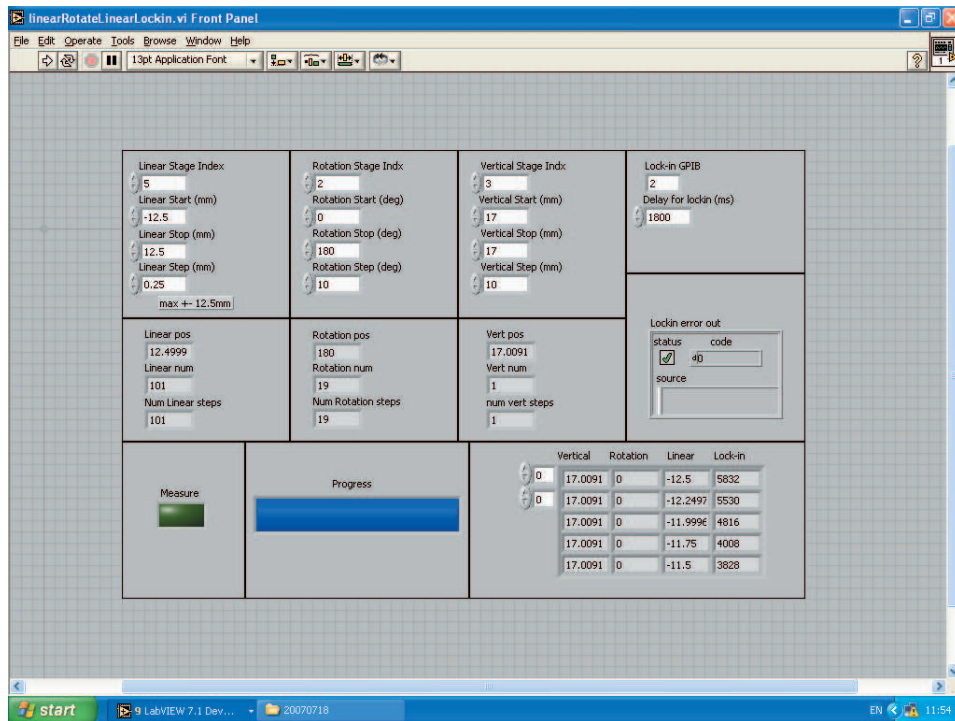 linearRotateLinearLockin.vi Front Panel
File Edit Operate Tools Browse Window Help
13pt Application Font
1
Linear Stage Index
5
Linear Start (mm)
-12.5
Linear Stop (mm)
12.5
Linear Step (mm)
0.25
max +- 12.5mm
Rotation Stage Indx
2
Rotation Start (deg)
0
Rotation Stop (deg)
180
Rotation Step (deg)
10
Vertical Stage Indx
3
Vertical Start (mm)
17
Vertical Stop (mm)
17
Vertical Step (mm)
10
Lock-in GPIB
2
Delay for lockin (ms)
1800
Linear pos
12.4999
Linear num
101
Num Linear steps
101
Rotation pos
180
Rotation num
19
Num Rotation steps
19
Vert pos
17.0091
Vert num
1
num vert steps
1
Lockin error out
status code
d0
source
Measure
Progress
Vertical Rotation Linear Lock-in
0 17.0091 0 -12.5 5832
0 17.0091 0 -12.2497 5530
17.0091 0 -11.9996 4816
17.0091 0 -11.75 4008
17.0091 0 -11.5 3828
start 9 LabVIEW 7.1 Dev... 20070718 EN 11:54